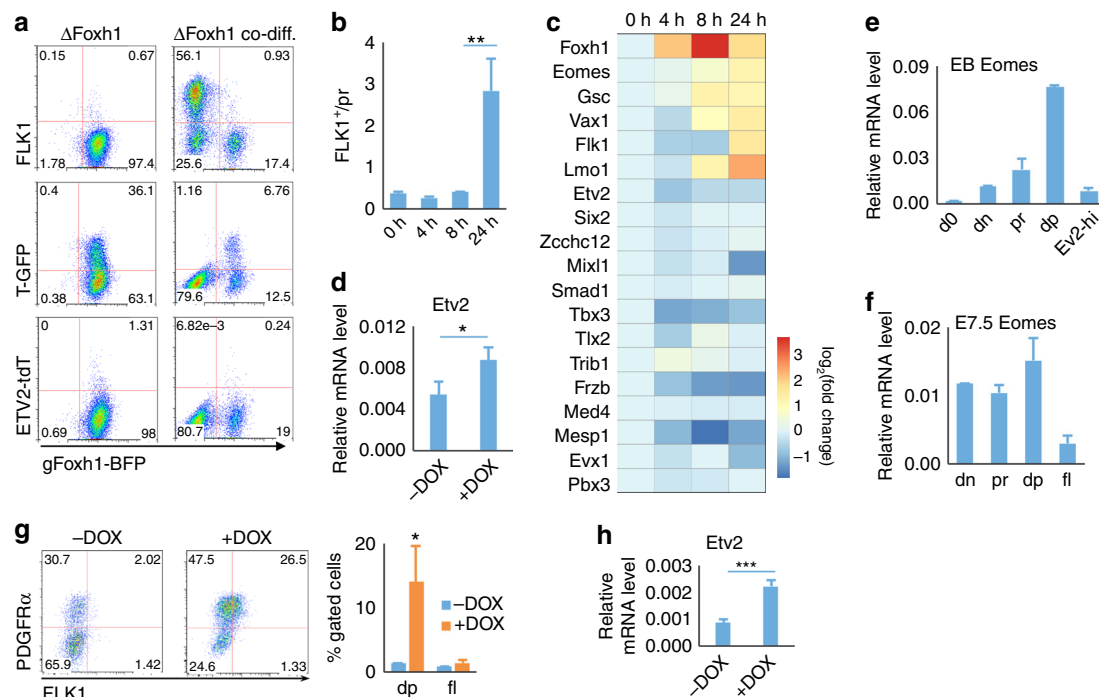 a
ΔFoxh1
ΔFoxh1 co-diff.
0.15 0.67
56.1 0.93
FLK1
1.78 97.4
25.6 17.4
0.4 36.1
1.16 6.76
T-GFP
0.38 63.1
79.6 12.5
0 1.31
6.82e–3 0.24
ETV2-tdT
0.69 98
80.7 19
gFoxh1-BFP
b
**
FLK1+/pr
4
3
2
1
0
0 h 4 h 8 h 24 h
c
0 h 4 h 8 h 24 h
Foxh1
Eomes
Gsc
Vax1
Flk1
Lmo1
Etv2
Six2
Zcchc12
Mixl1
Smad1
Tbx3
Tlx2
Trib1
Frzb
Med4
Mesp1
Evx1
Pbx3
3
2
1
0
−1
log2(fold change)
d
Etv2
*
Relative mRNA level
0.012
0.008
0.004
0.000
–DOX +DOX
e
EB Eomes
Relative mRNA level
0.09
0.06
0.03
0.00
d0 dn pr dp Ev2-hi
f
E7.5 Eomes
Relative mRNA level
0.02
0.01
0.00
dn pr dp fl
g
–DOX
+DOX
30.7 2.02
47.5 26.5
PDGFRα
65.9 1.42
24.6 1.33
FLK1
% gated cells
20
10
0
*
–DOX
+DOX
dp fl
h
Etv2
***
Relative
mRNA level
0.003
0.002
0.001
0.000
–DOX +DOX